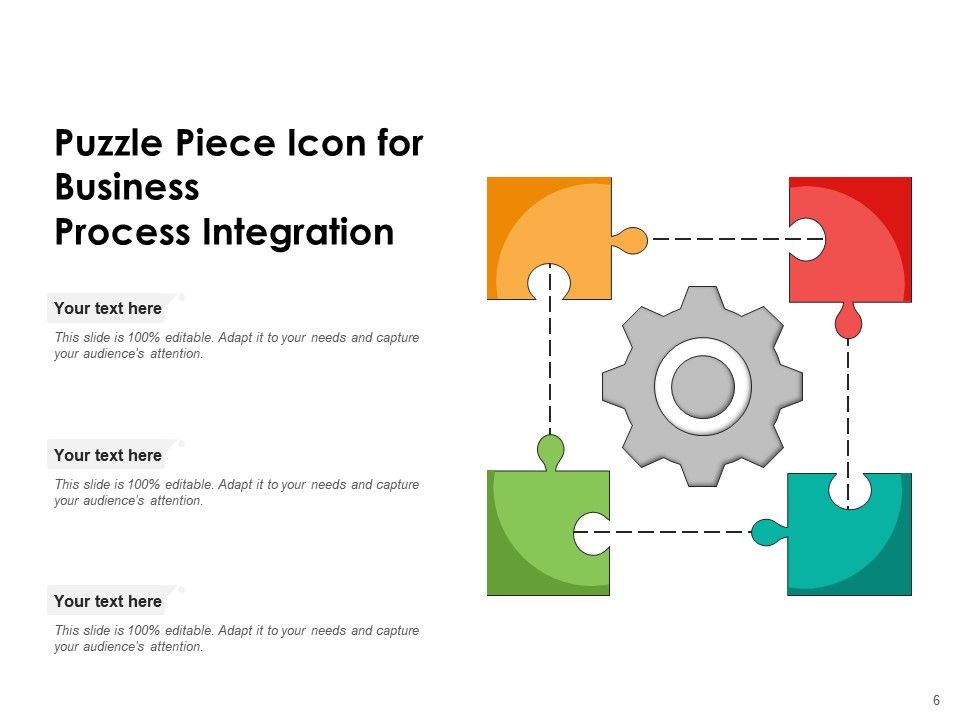 Puzzle Piece Icon for
Business
Process Integration
Your text here
This slide is 100% editable. Adapt it to your needs and capture
your audience's attention.
Your text here
This slide is 100% editable. Adapt it to your needs and capture
your audience's attention.
Your text here
This slide is 100% editable. Adapt it to your needs and capture
your audience's attention.
6